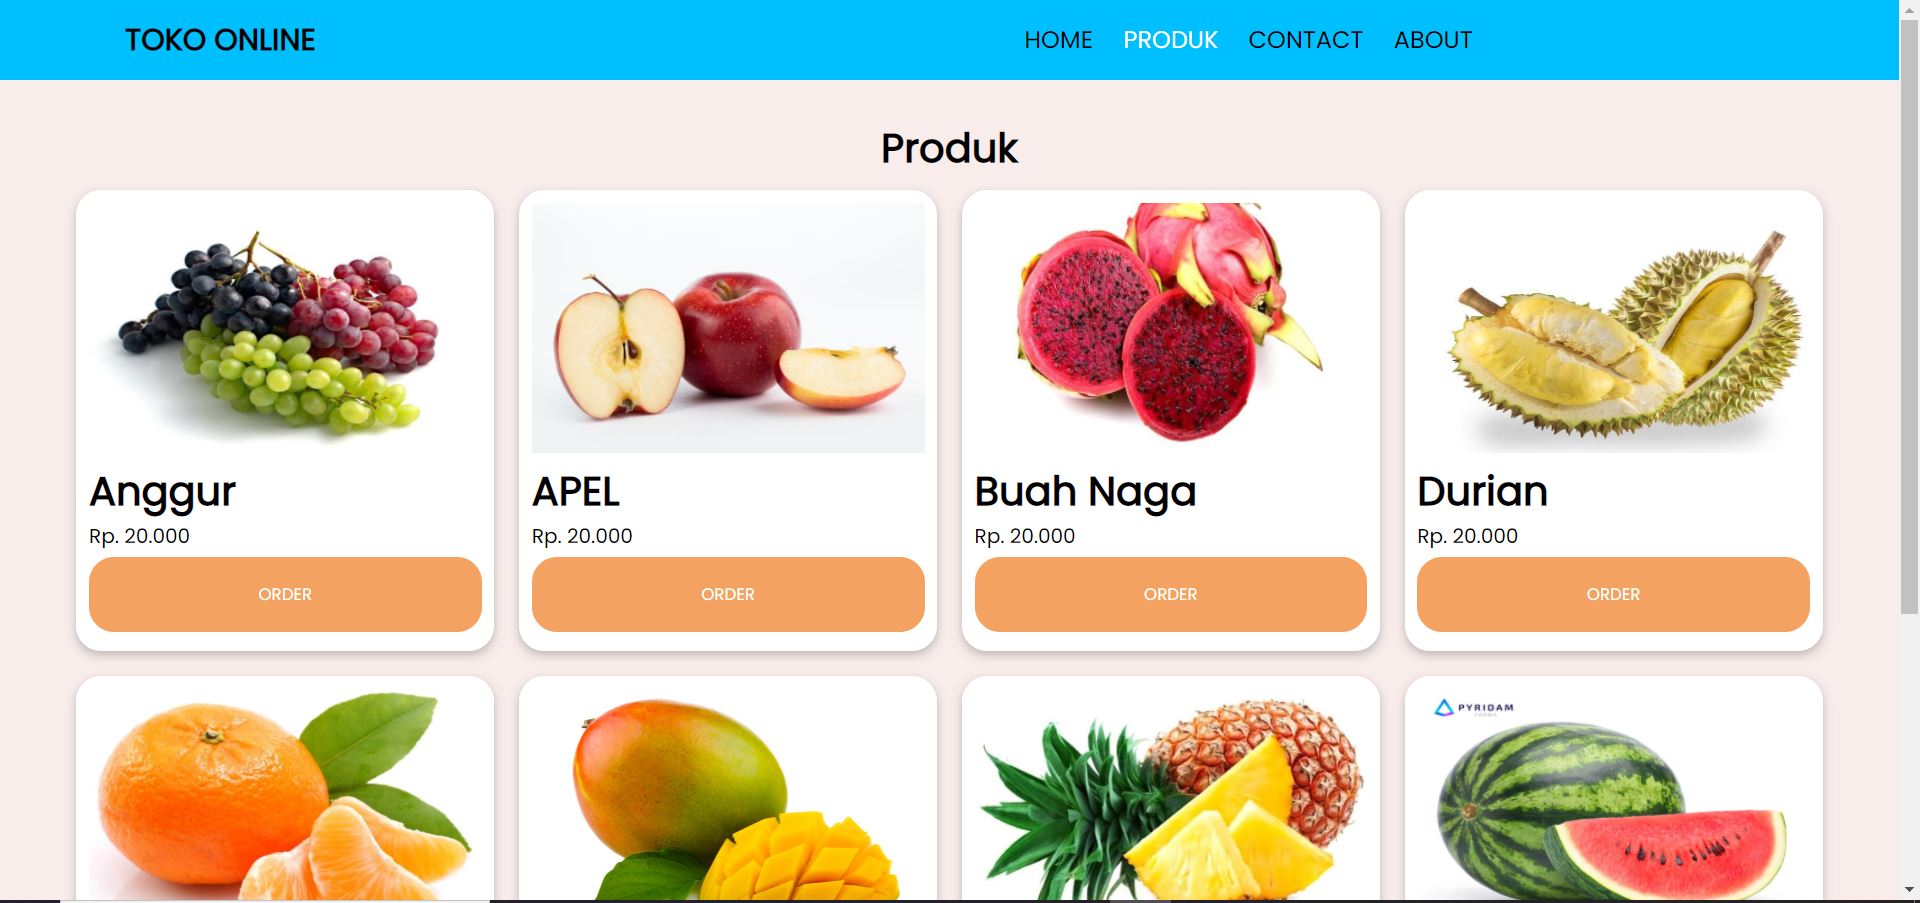 TOKO ONLINE
HOME PRODUK CONTACT ABOUT
Produk
Anggur
Rp. 20.000
ORDER
APEL
Rp. 20.000
ORDER
Buah Naga
Rp. 20.000
ORDER
Durian
Rp. 20.000
ORDER
PYRIDAM
FARMA